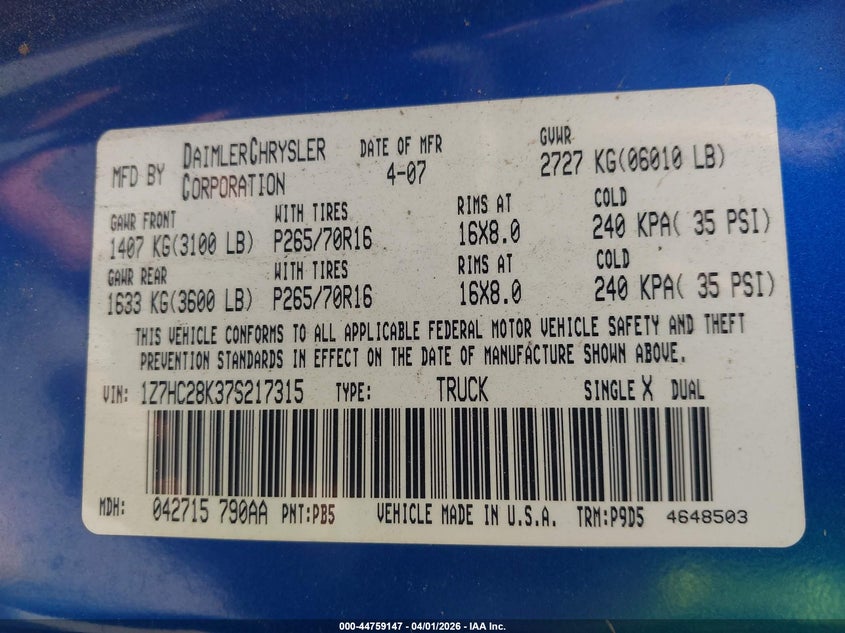 MFD BY DAIMLERCHRYSLER CORPORATION DATE OF MFR 4-07 GVWR 2727 KG(06010 LB)
GAWR FRONT WITH TIRES RIMS AT COLD
1407 KG(3100 LB) P265/70R16 16X8.0 240 KPA( 35 PSI)
GAWR REAR WITH TIRES RIMS AT COLD
1633 KG(3600 LB) P265/70R16 16X8.0 240 KPA( 35 PSI)
THIS VEHICLE CONFORMS TO ALL APPLICABLE FEDERAL MOTOR VEHICLE SAFETY AND THEFT
PREVENTION STANDARDS IN EFFECT ON THE DATE OF MANUFACTURE SHOWN ABOVE.
VIN: 1Z7HC28K37S217315 TYPE: TRUCK SINGLE X DUAL
MDH: 042715 790AA PNT:PB5 VEHICLE MADE IN U.S.A. TRM:P9D5 4648503
000-44759147 - 04/01/2026 - IAA Inc.